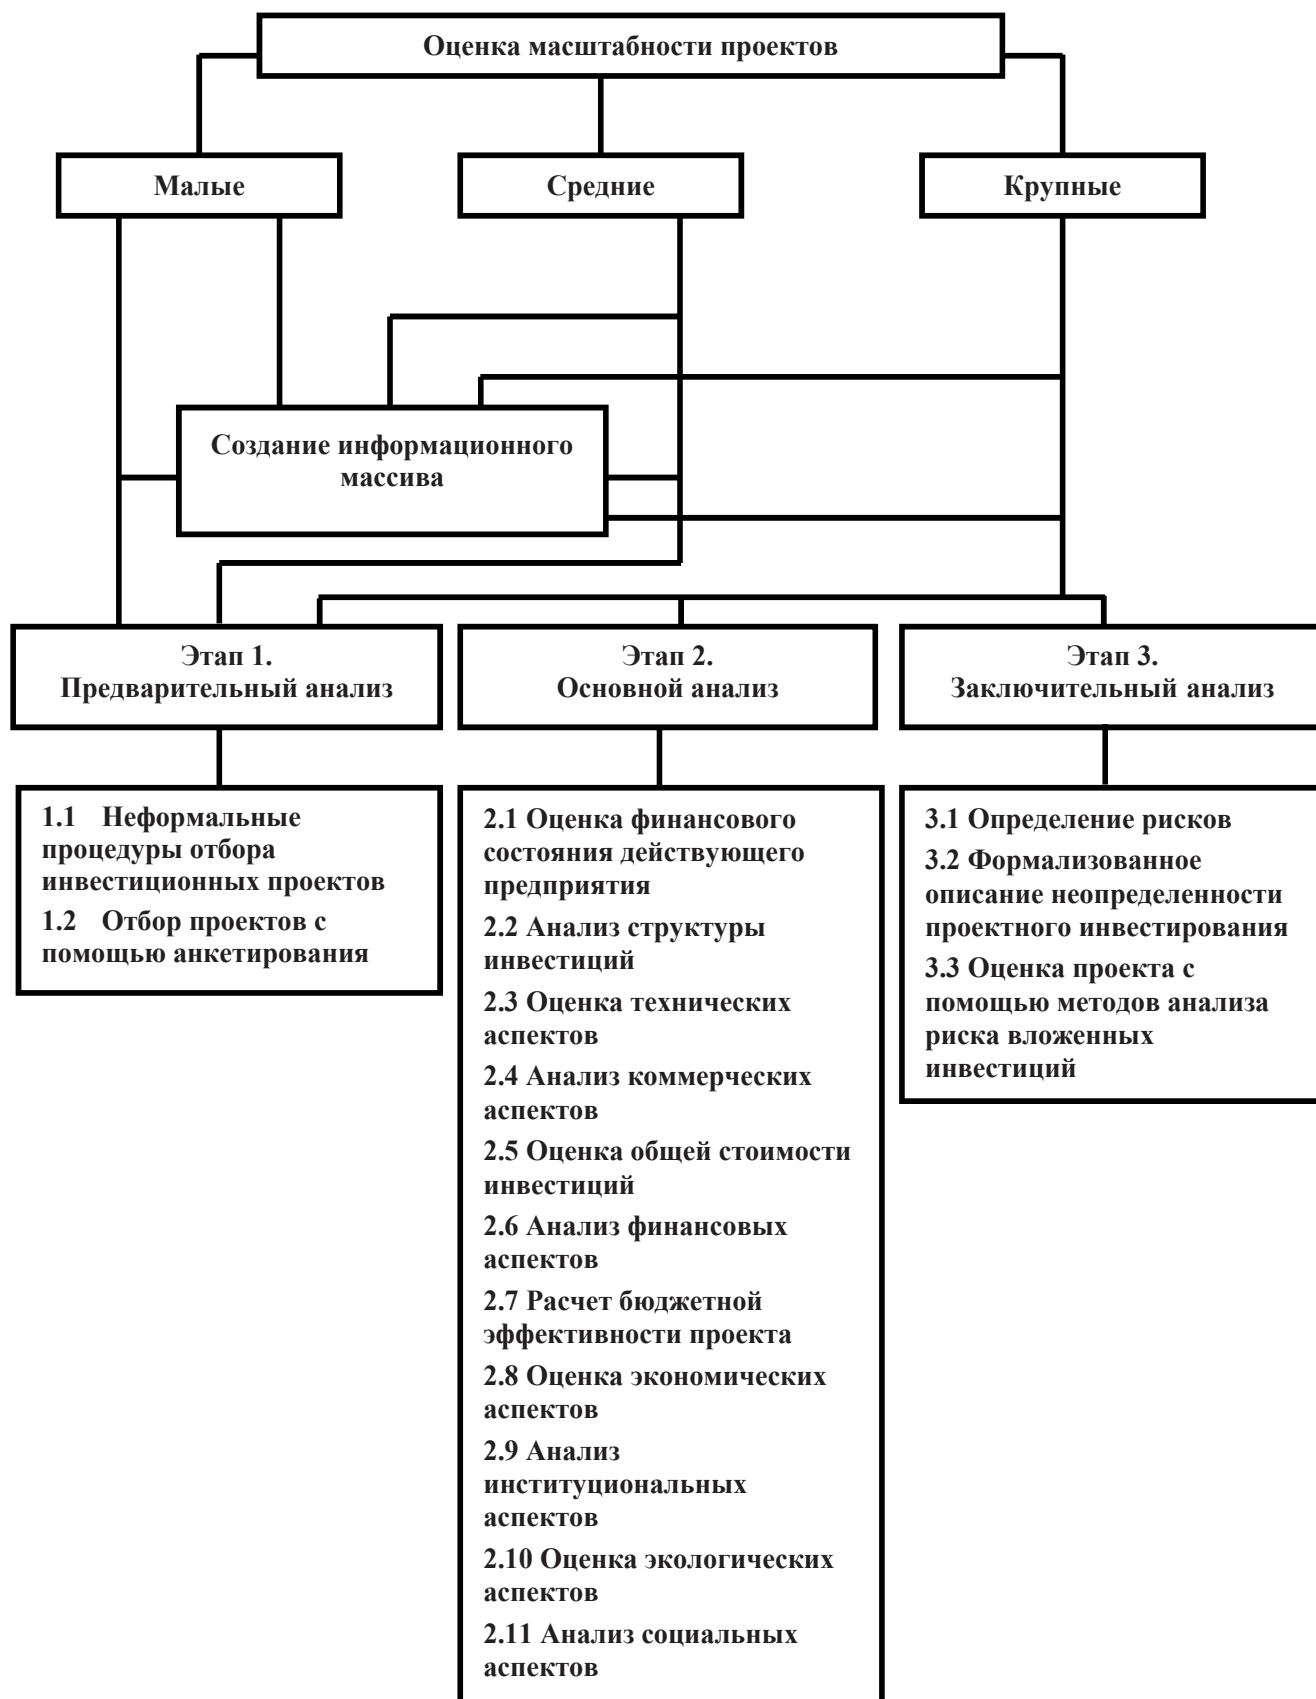 Оценка масштабности проектов
Малые
Средние
Крупные
Создание информационного
массива
Этап 1.
Предварительный анализ
Этап 2.
Основной анализ
Этап 3.
Заключительный анализ
1.1 Неформальные
процедуры отбора
инвестиционных проектов
1.2 Отбор проектов с
помощью анкетирования
2.1 Оценка финансового
состояния действующего
предприятия
2.2 Анализ структуры
инвестиций
2.3 Оценка технических
аспектов
2.4 Анализ коммерческих
аспектов
2.5 Оценка общей стоимости
инвестиций
2.6 Анализ финансовых
аспектов
2.7 Расчет бюджетной
эффективности проекта
2.8 Оценка экономических
аспектов
2.9 Анализ
институциональных
аспектов
2.10 Оценка экологических
аспектов
2.11 Анализ социальных
аспектов
3.1 Определение рисков
3.2 Формализованное
описание неопределенности
проектного инвестирования
3.3 Оценка проекта с
помощью методов анализа
риска вложенных
инвестиций